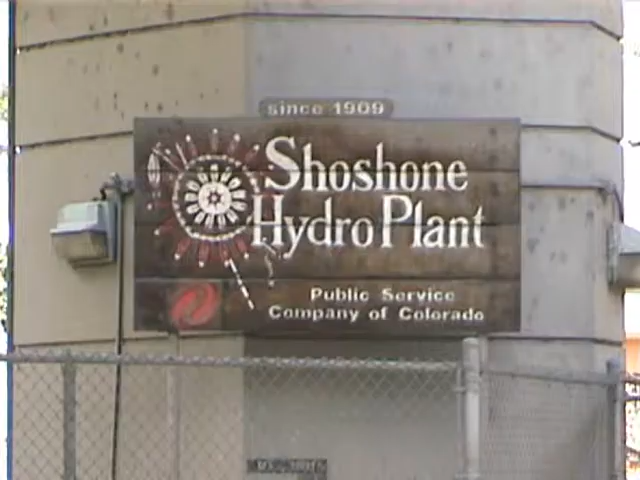 since 1909
Shoshone
Hydro Plant
Public Service
Company of Colorado